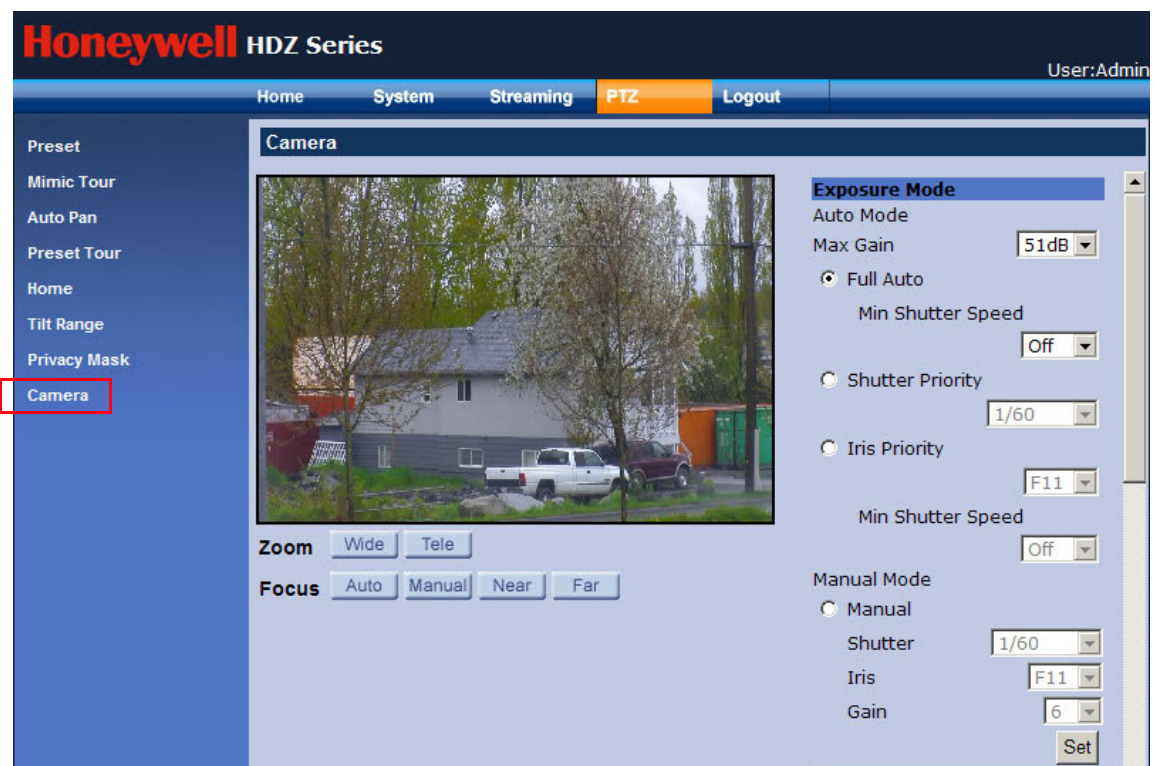 Honeywell HDZ Series
User:Admin
Home System Streaming PTZ Logout
Preset
Mimic Tour
Auto Pan
Preset Tour
Home
Tilt Range
Privacy Mask
Camera
Camera
Zoom Wide Tele
Focus Auto Manual Near Far
Exposure Mode
Auto Mode
Max Gain 51dB
Full Auto
Min Shutter Speed
Off
Shutter Priority
1/60
Iris Priority
F11
Min Shutter Speed
Off
Manual Mode
Manual
Shutter 1/60
Iris F11
Gain 6
Set